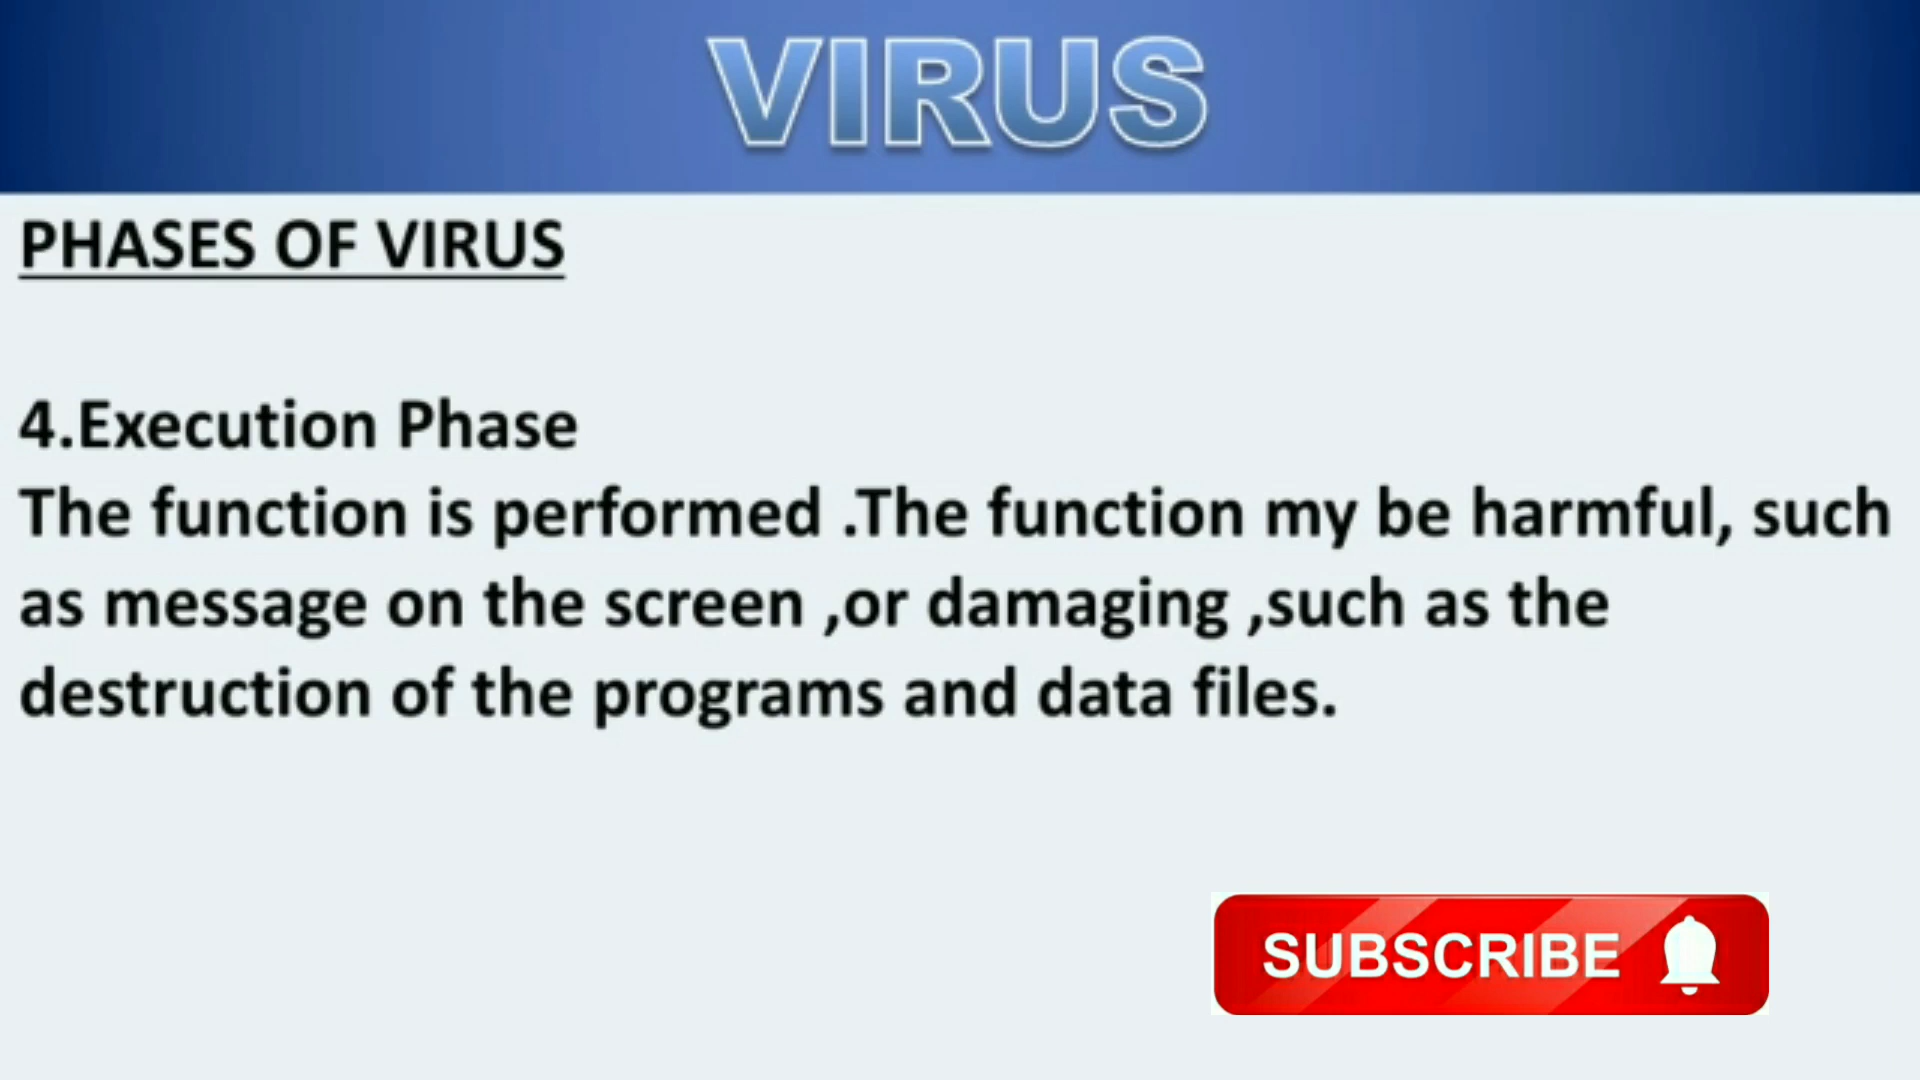 VIRUS
PHASES OF VIRUS
4.Execution Phase
The function is performed .The function my be harmful, such
as message on the screen ,or damaging ,such as the
destruction of the programs and data files.
SUBSCRIBE